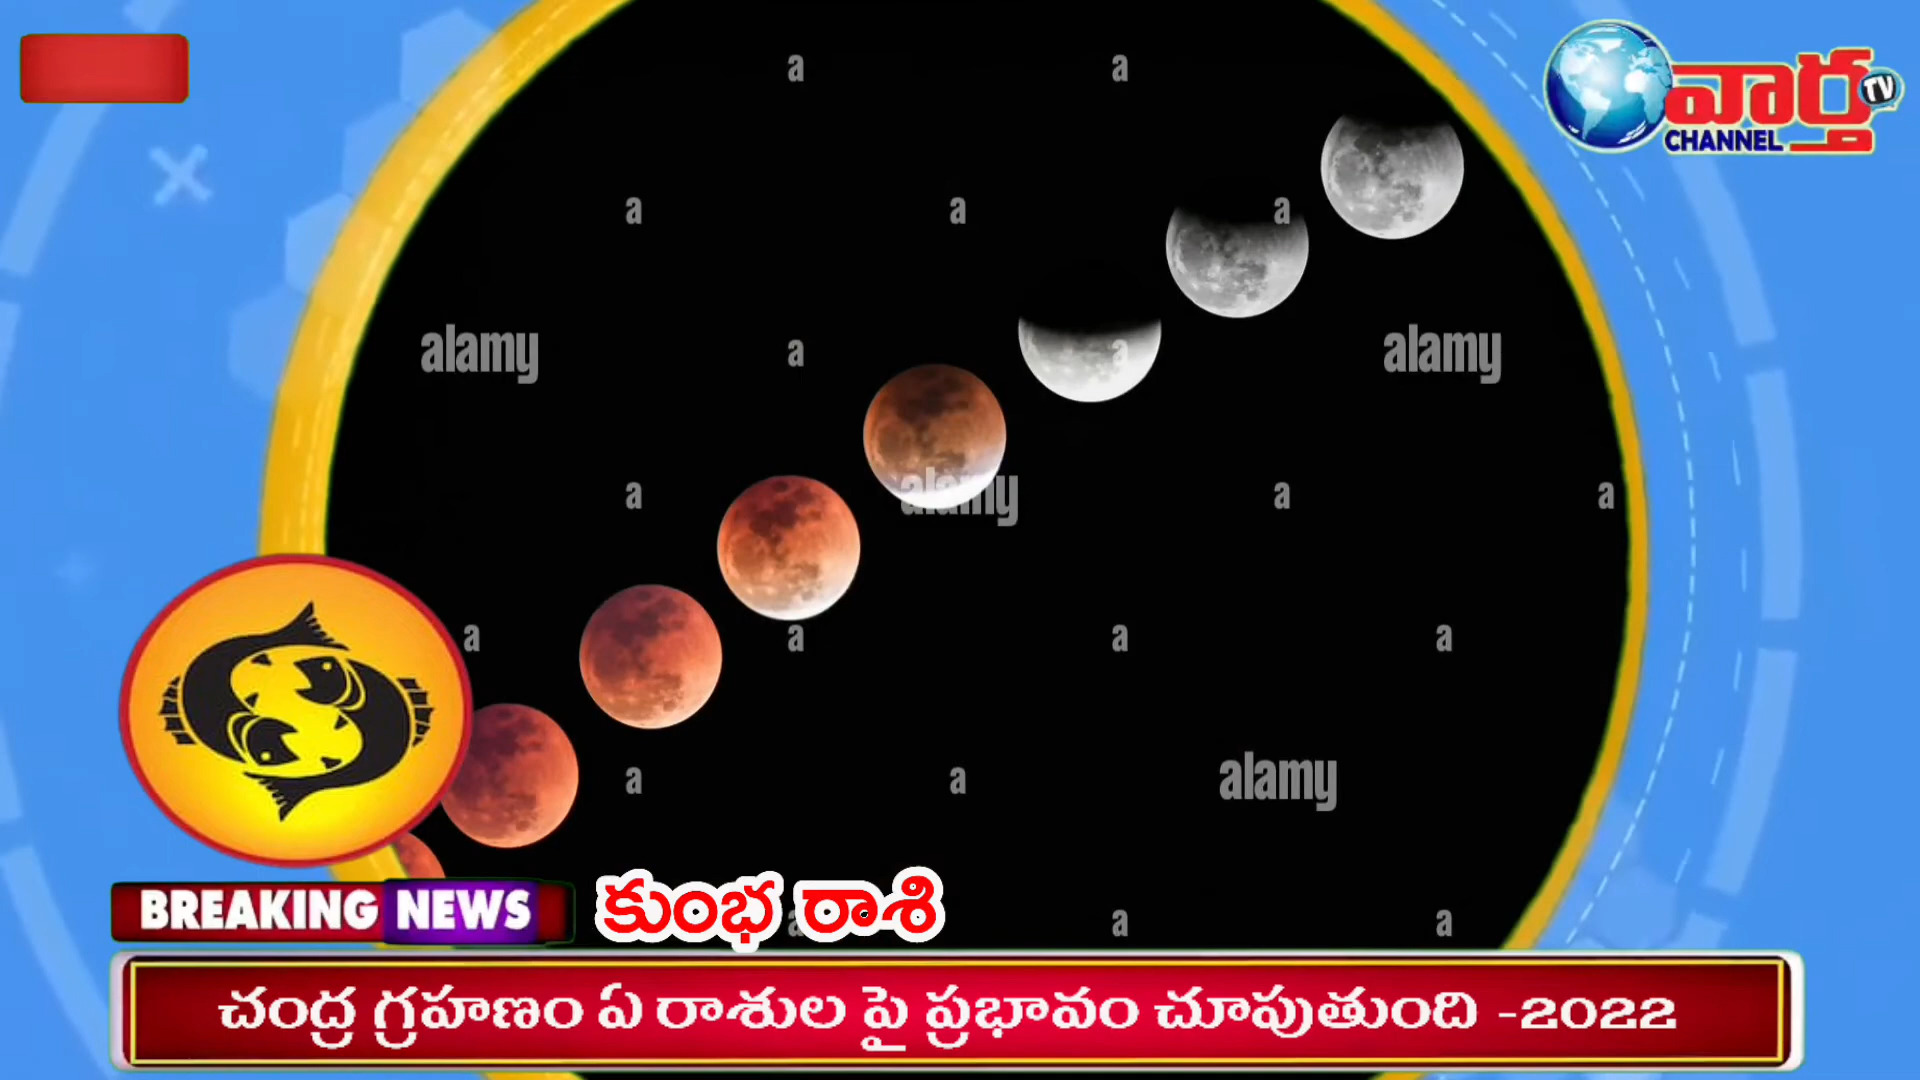 వార్త TV
CHANNEL
a a
a a a
alamy a alamy
a alamy a a
a a a a
a a alamy
BREAKING NEWS కుంభ రాశి a a a
చంద్ర గ్రహణం ఏ రాశుల పై ప్రభావం చూపుతుంది -2022